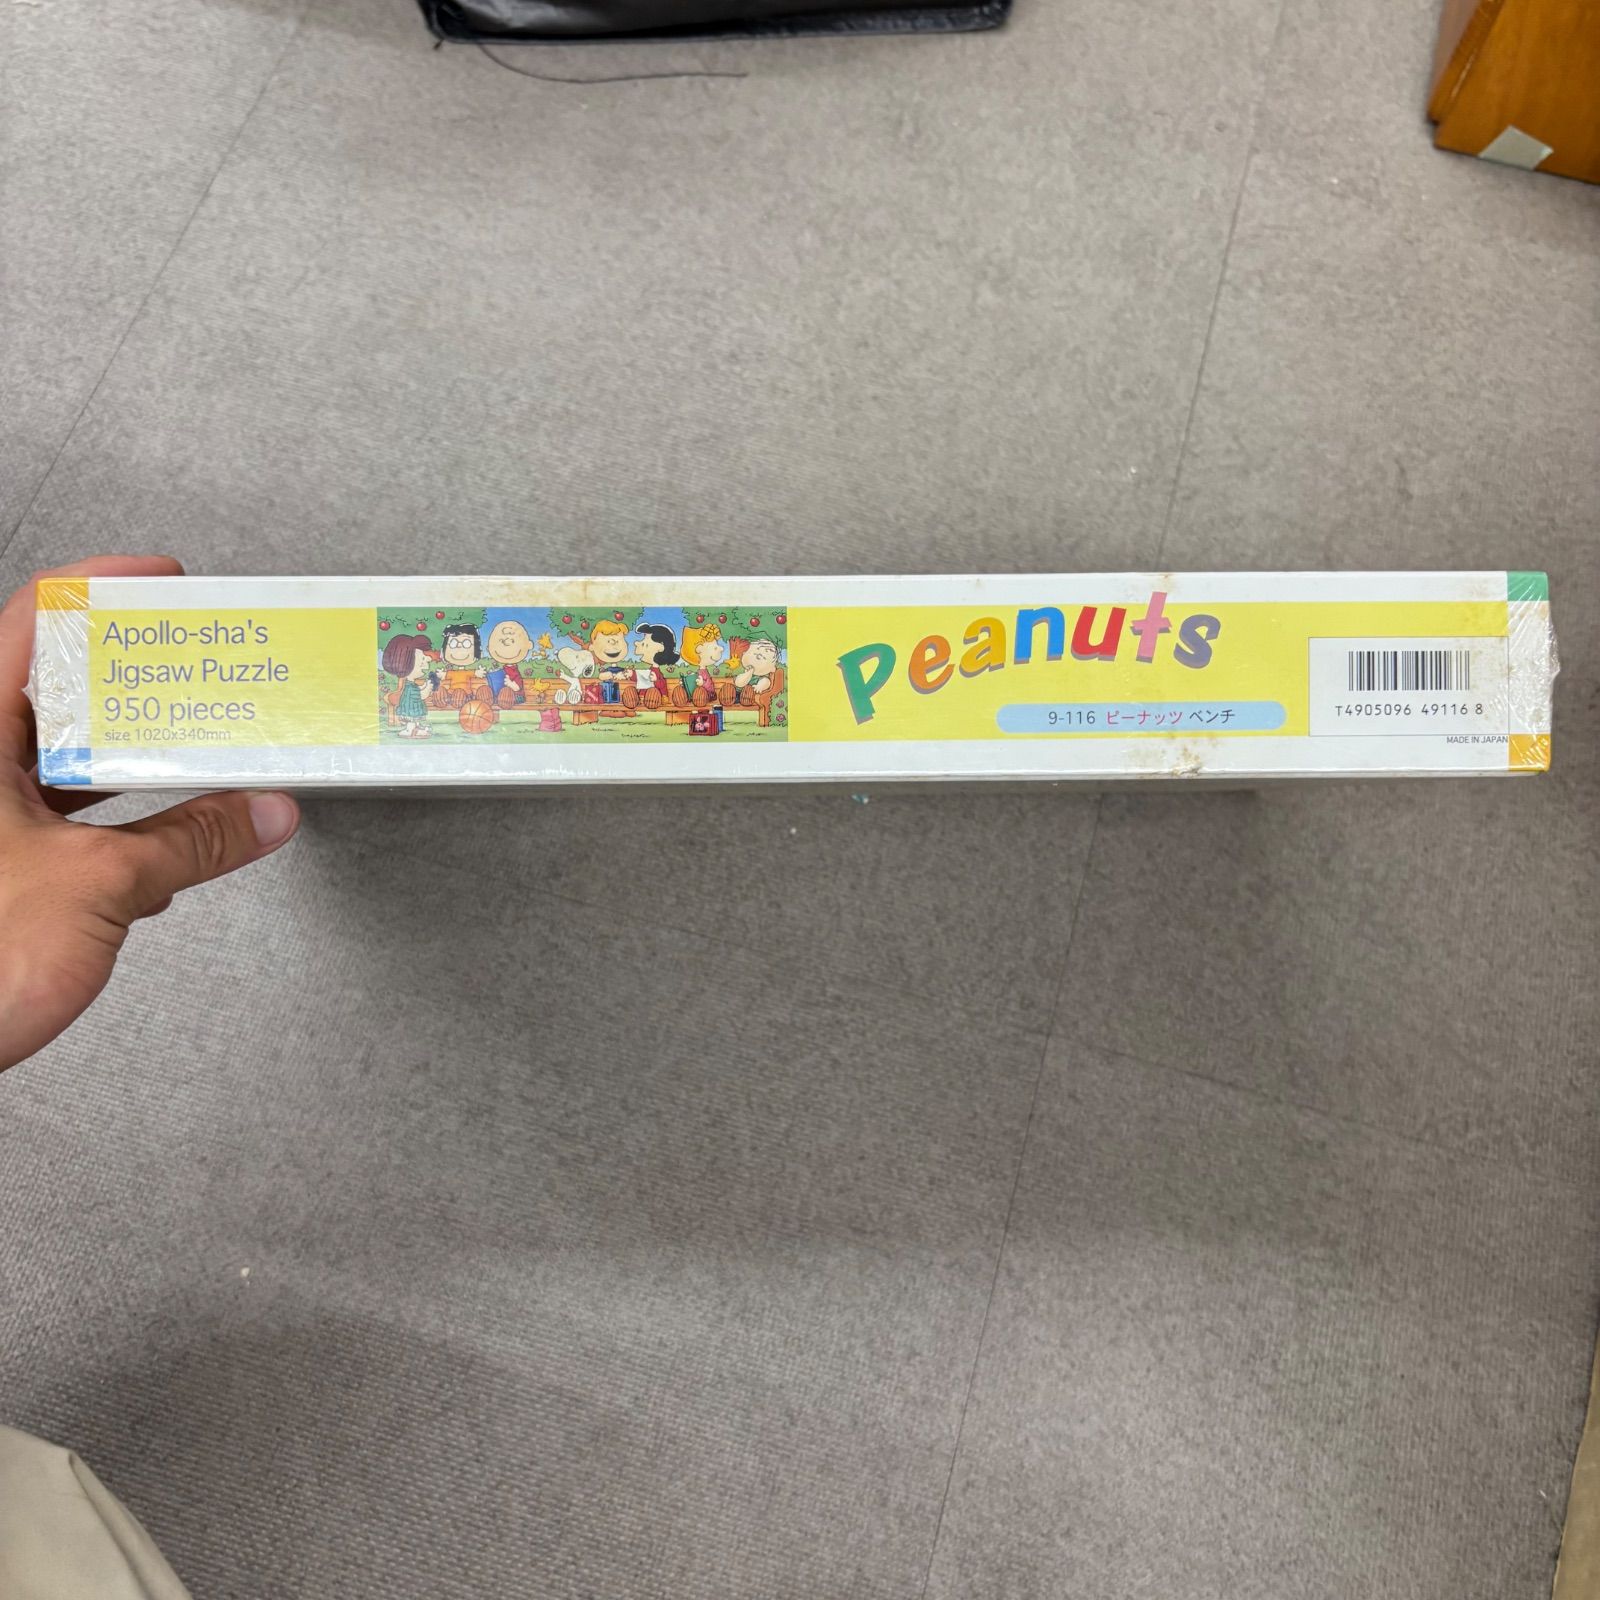 Apollo-sha's
Jigsaw Puzzle
950 pieces
size 1020x340mm
Peanuts
9-116 ピーナッツ ベンチ
T4905096 49116 8
MADE IN JAPAN